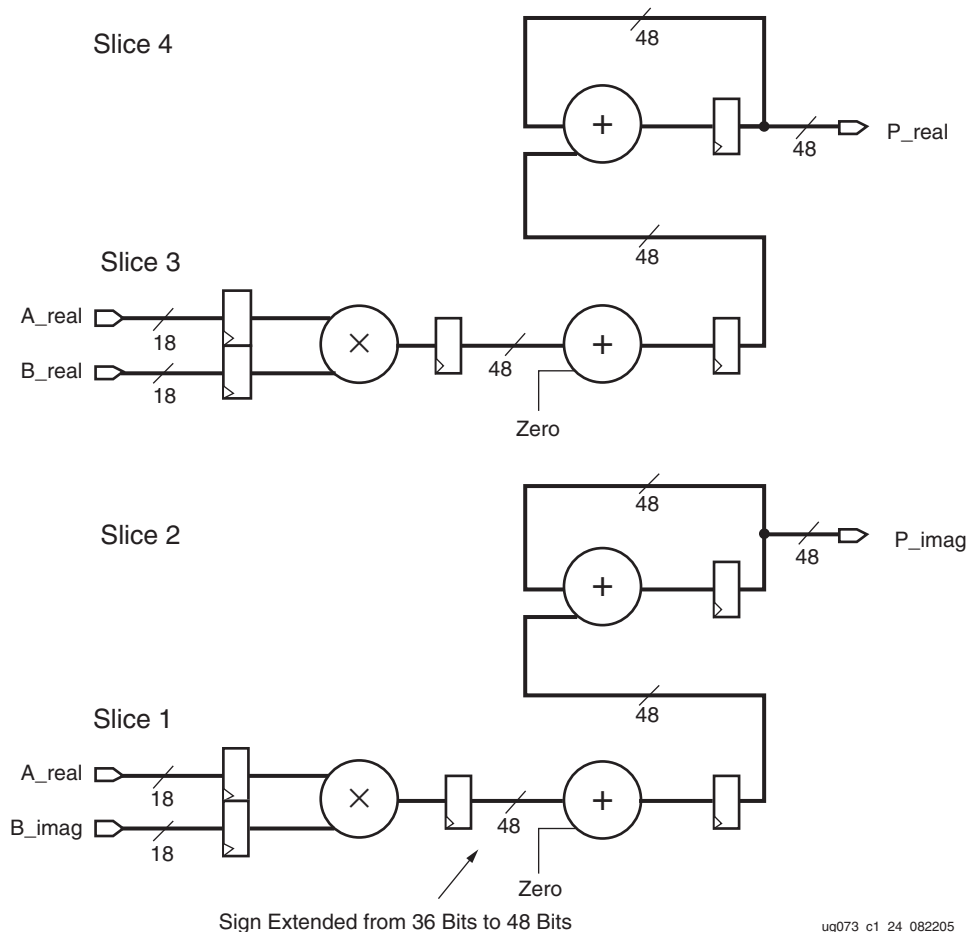 Slice 4
48
+
P_real
48
48
Slice 3
A_real
18
×
48
+
B_real
18
Zero
48
Slice 2
P_imag
48
+
48
Slice 1
A_real
18
×
48
+
B_imag
18
Zero
Sign Extended from 36 Bits to 48 Bits
ug073_c1_24_082205